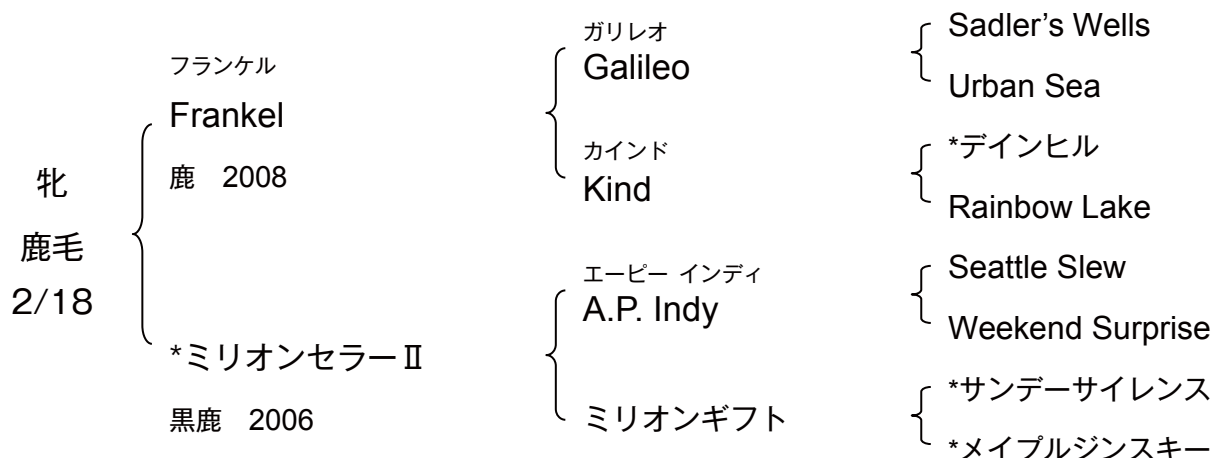 牝
鹿毛
2/18
フランケル
Frankel
鹿 2008
*ミリオンセラーⅡ
黒鹿 2006
ガリレオ
Galileo
カインド
Kind
エーピー インディ
A.P. Indy
ミリオンギフト
Sadler's Wells
Urban Sea
*デインヒル
Rainbow Lake
Seattle Slew
Weekend Surprise
*サンデーサイレンス
*メイプルジンスキー